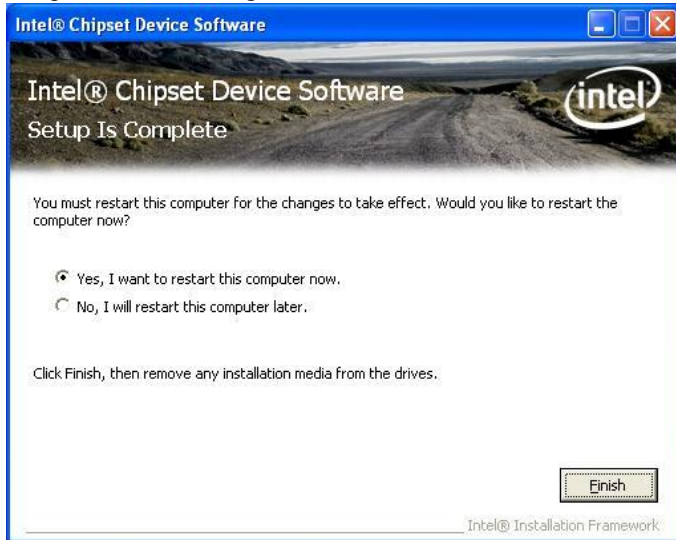 Intel® Chipset Device Software
Intel® Chipset Device Software
Setup Is Complete
intel
You must restart this computer for the changes to take effect. Would you like to restart the
computer now?
Yes, I want to restart this computer now.
No, I will restart this computer later.
Click Finish, then remove any installation media from the drives.
Finish
Intel® Installation Framework